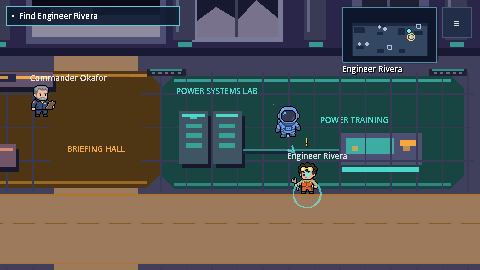 • Find Engineer Rivera
≡
Engineer Rivera
Commander Okafor
POWER SYSTEMS LAB
POWER TRAINING
!
BRIEFING HALL
Engineer Rivera